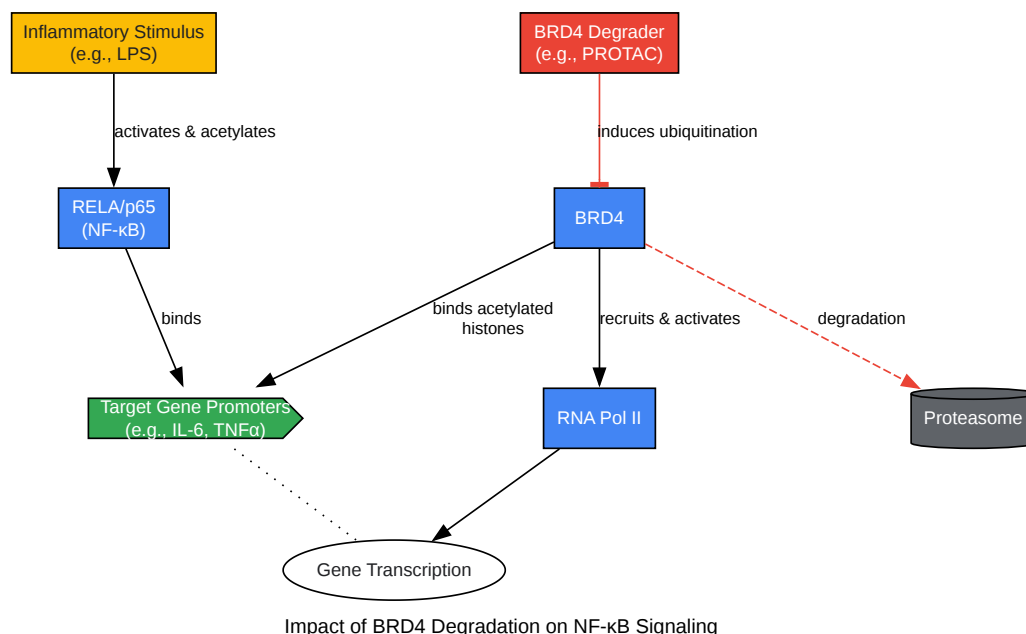 Inflammatory Stimulus
(e.g., LPS)
BRD4 Degrader
(e.g., PROTAC)
activates & acetylates
induces ubiquitination
RELA/p65
(NF-κB)
BRD4
binds
binds acetylated
histones
recruits & activates
degradation
Target Gene Promoters
(e.g., IL-6, TNFα)
RNA Pol II
Proteasome
Gene Transcription
Impact of BRD4 Degradation on NF-κB Signaling